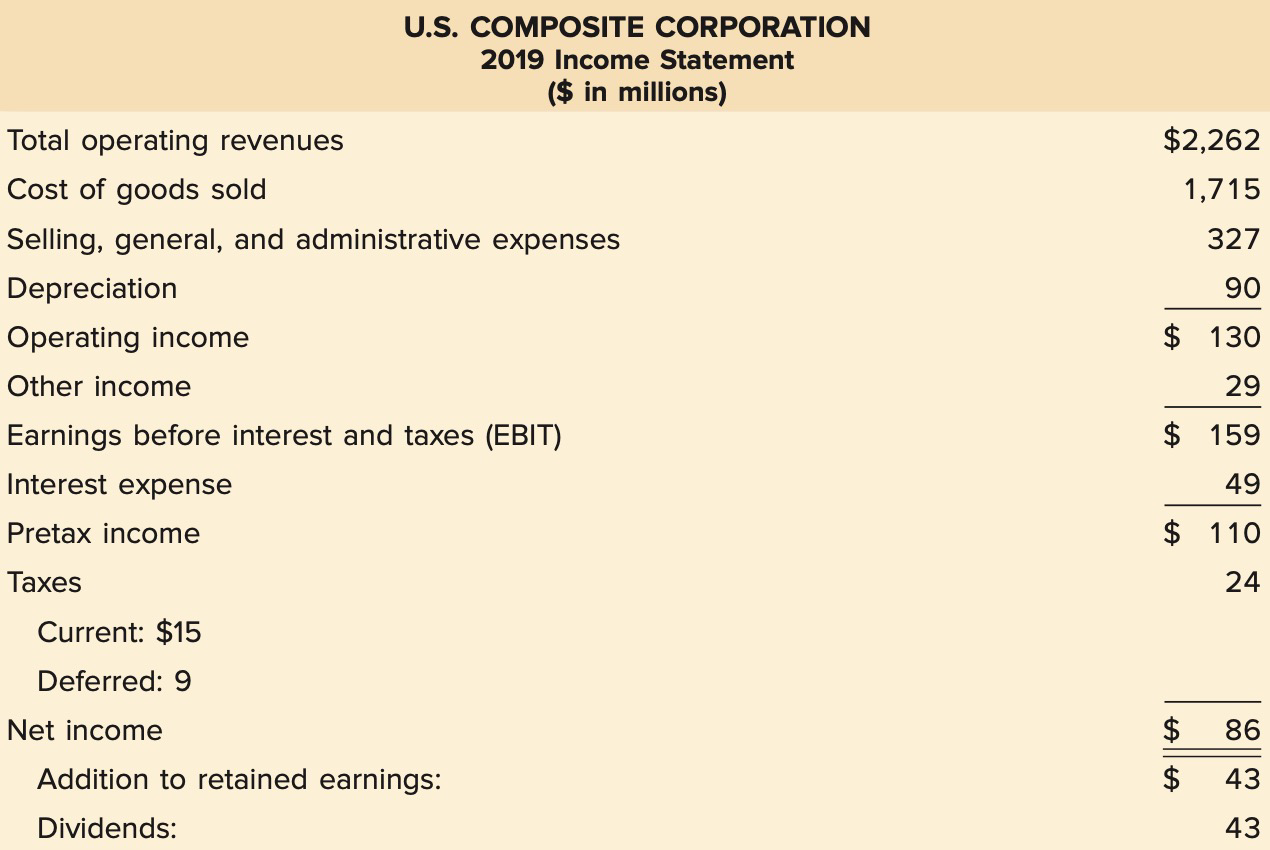 U.S. COMPOSITE CORPORATION
2019 Income Statement
($ in millions)
Total operating revenues $2,262
Cost of goods sold 1,715
Selling, general, and administrative expenses 327
Depreciation 90
Operating income $ 130
Other income 29
Earnings before interest and taxes (EBIT) $ 159
Interest expense 49
Pretax income $ 110
Taxes 24
Current: $15
Deferred: 9
Net income $ 86
Addition to retained earnings: $ 43
Dividends: 43